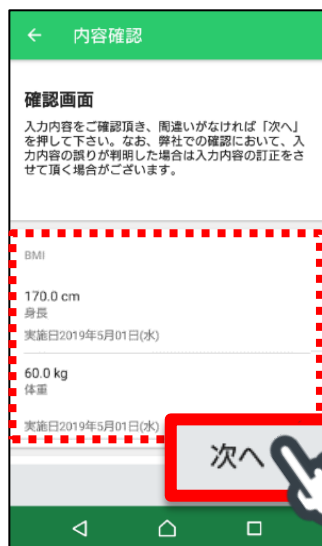 ← 内容確認
確認画面
入力内容をご確認頂き、間違いがなければ「次へ」
を押して下さい。なお、弊社での確認において、入
力内容の誤りが判明した場合は入力内容の訂正をさ
せて頂く場合がございます。
BMI
170.0 cm
身長
実施日2019年5月01日(水)
60.0 kg
体重
実施日2019年5月01日(水)
次へ